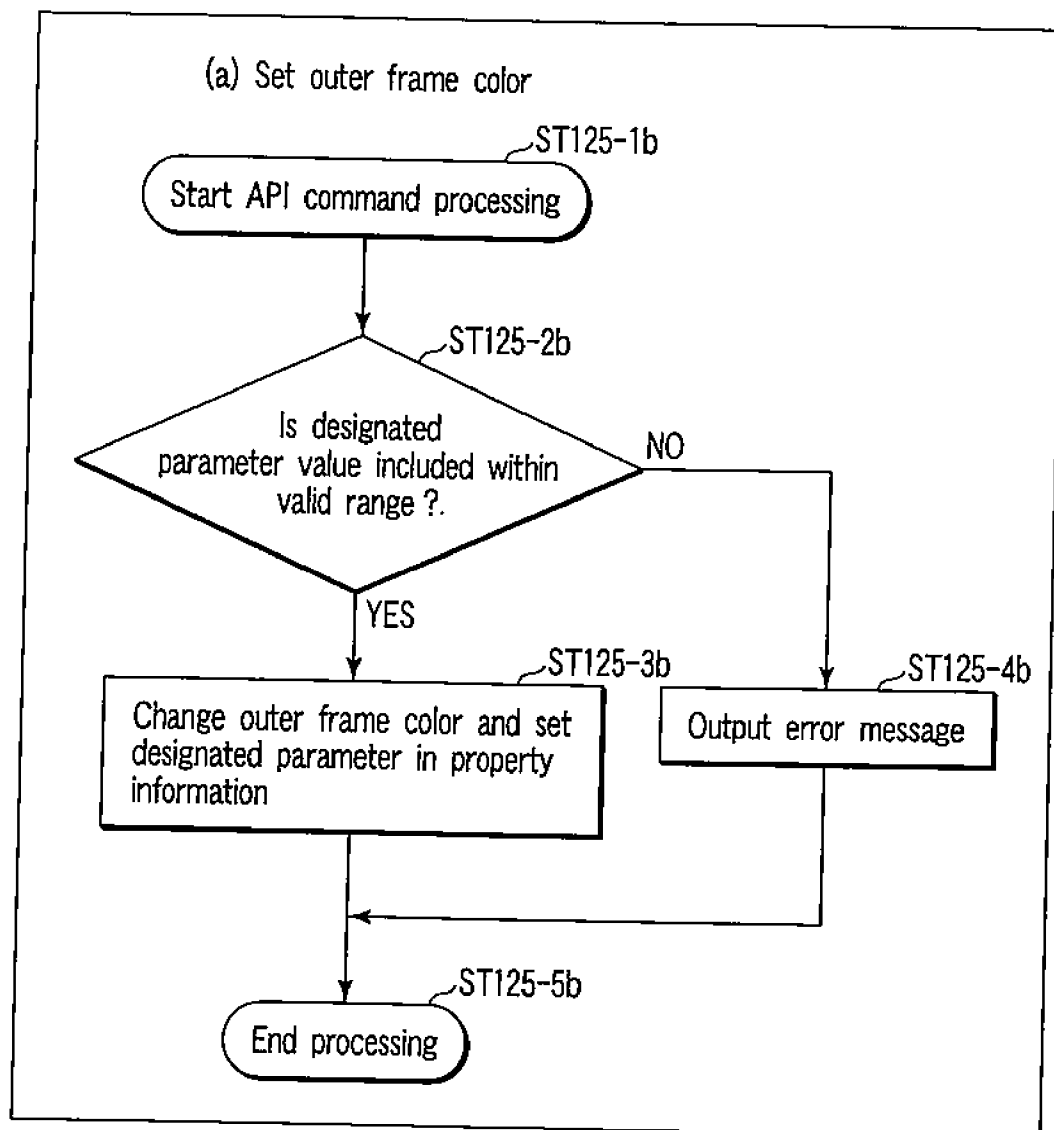 (a) Set outer frame color
ST125-1b
Start API command processing
ST125-2b
Is designated
parameter value included within
valid range ?.
NO
YES
ST125-3b
Change outer frame color and set
designated parameter in property
information
ST125-4b
Output error message
ST125-5b
End processing